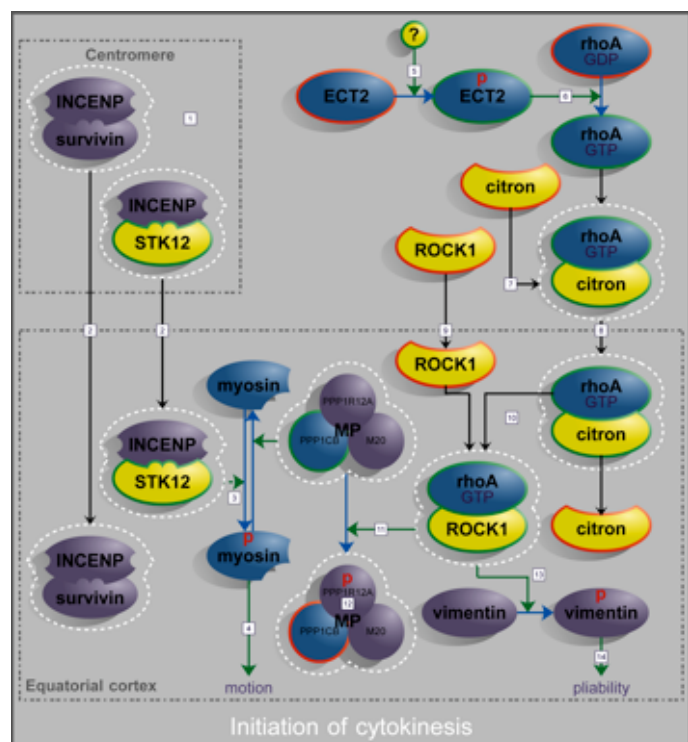 Centromere
INCENP
survivin
1
INCENP
STK12
?
5
ECT2
p
ECT2
6
rhoA
GDP
rhoA
GTP
citron
7
rhoA
GTP
citron
ROCK1
2
2
9
8
ROCK1
myosin
PPP1R12A
MP
PPP1CB
M20
rhoA
GTP
citron
10
INCENP
STK12
3
rhoA
GTP
ROCK1
citron
p
myosin
11
INCENP
survivin
4
p
PPP1R12A
12
MP
PPP1CB
M20
13
vimentin
p
vimentin
14
Equatorial cortex
motion
pliability
Initiation of cytokinesis